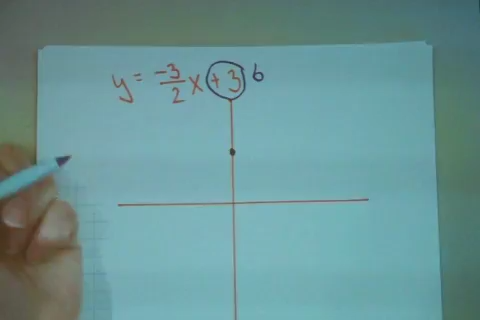 y = -3/2 x + 3 b